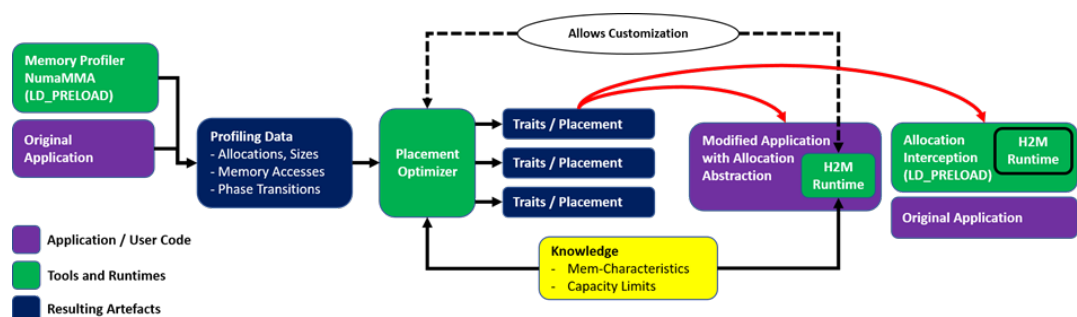 Allows Customization
Memory Profiler
NumaMMA
(LD_PRELOAD)
Original
Application
Profiling Data
- Allocations, Sizes
- Memory Accesses
- Phase Transitions
Placement
Optimizer
Traits / Placement
Traits / Placement
Traits / Placement
Modified Application
with Allocation
Abstraction
H2M
Runtime
Allocation
Interception
(LD_PRELOAD)
H2M
Runtime
Original Application
Knowledge
- Mem-Characteristics
- Capacity Limits
Application / User Code
Tools and Runtimes
Resulting Artefacts